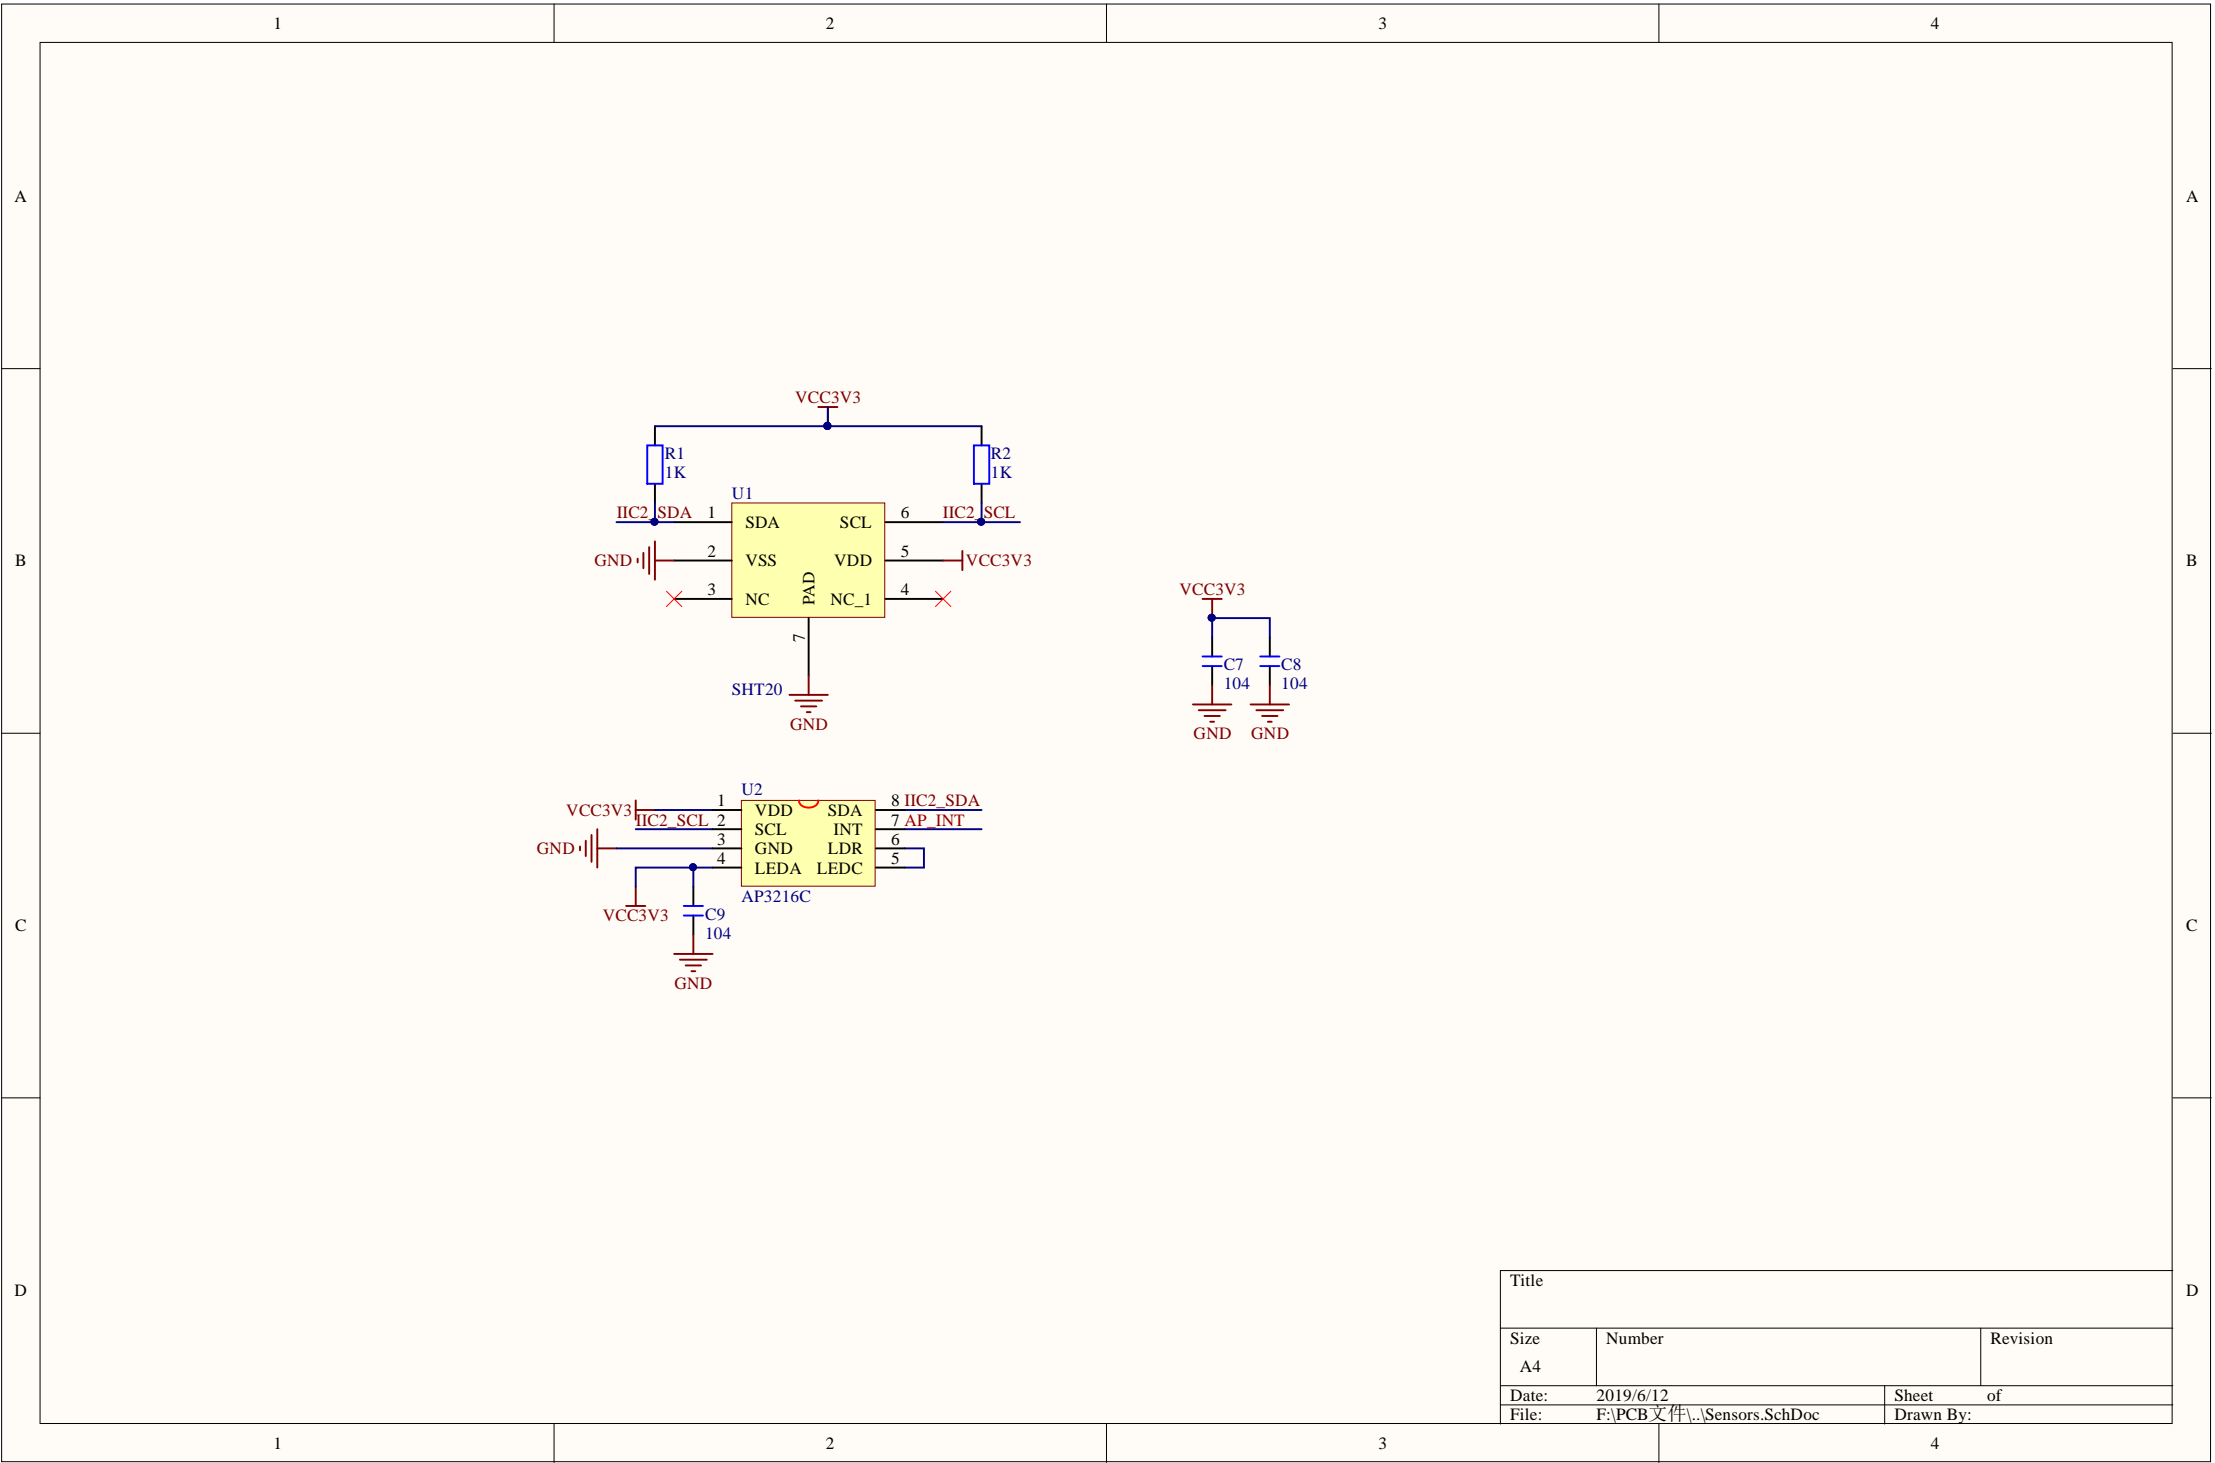 1 2 3 4
A A
VCC3V3
R1 R2
1K 1K
U1
IIC2_SDA 1 SDA SCL 6 IIC2_SCL
GND 2 VSS VDD 5 VCC3V3
3 NC PAD NC_1 4
B B
7
SHT20
GND
VCC3V3
C7 C8
104 104
GND GND
U2
VCC3V3 1 VDD SDA 8 IIC2_SDA
IIC2_SCL 2 SCL INT 7 AP_INT
GND 3 GND LDR 6
4 LEDA LEDC 5
AP3216C
VCC3V3 C9
104
GND
C C
D D
Title
Size Number Revision
A4
Date: 2019/6/12 Sheet of
File: F:\PCB文件\..\Sensors.SchDoc Drawn By:
1 2 3 4